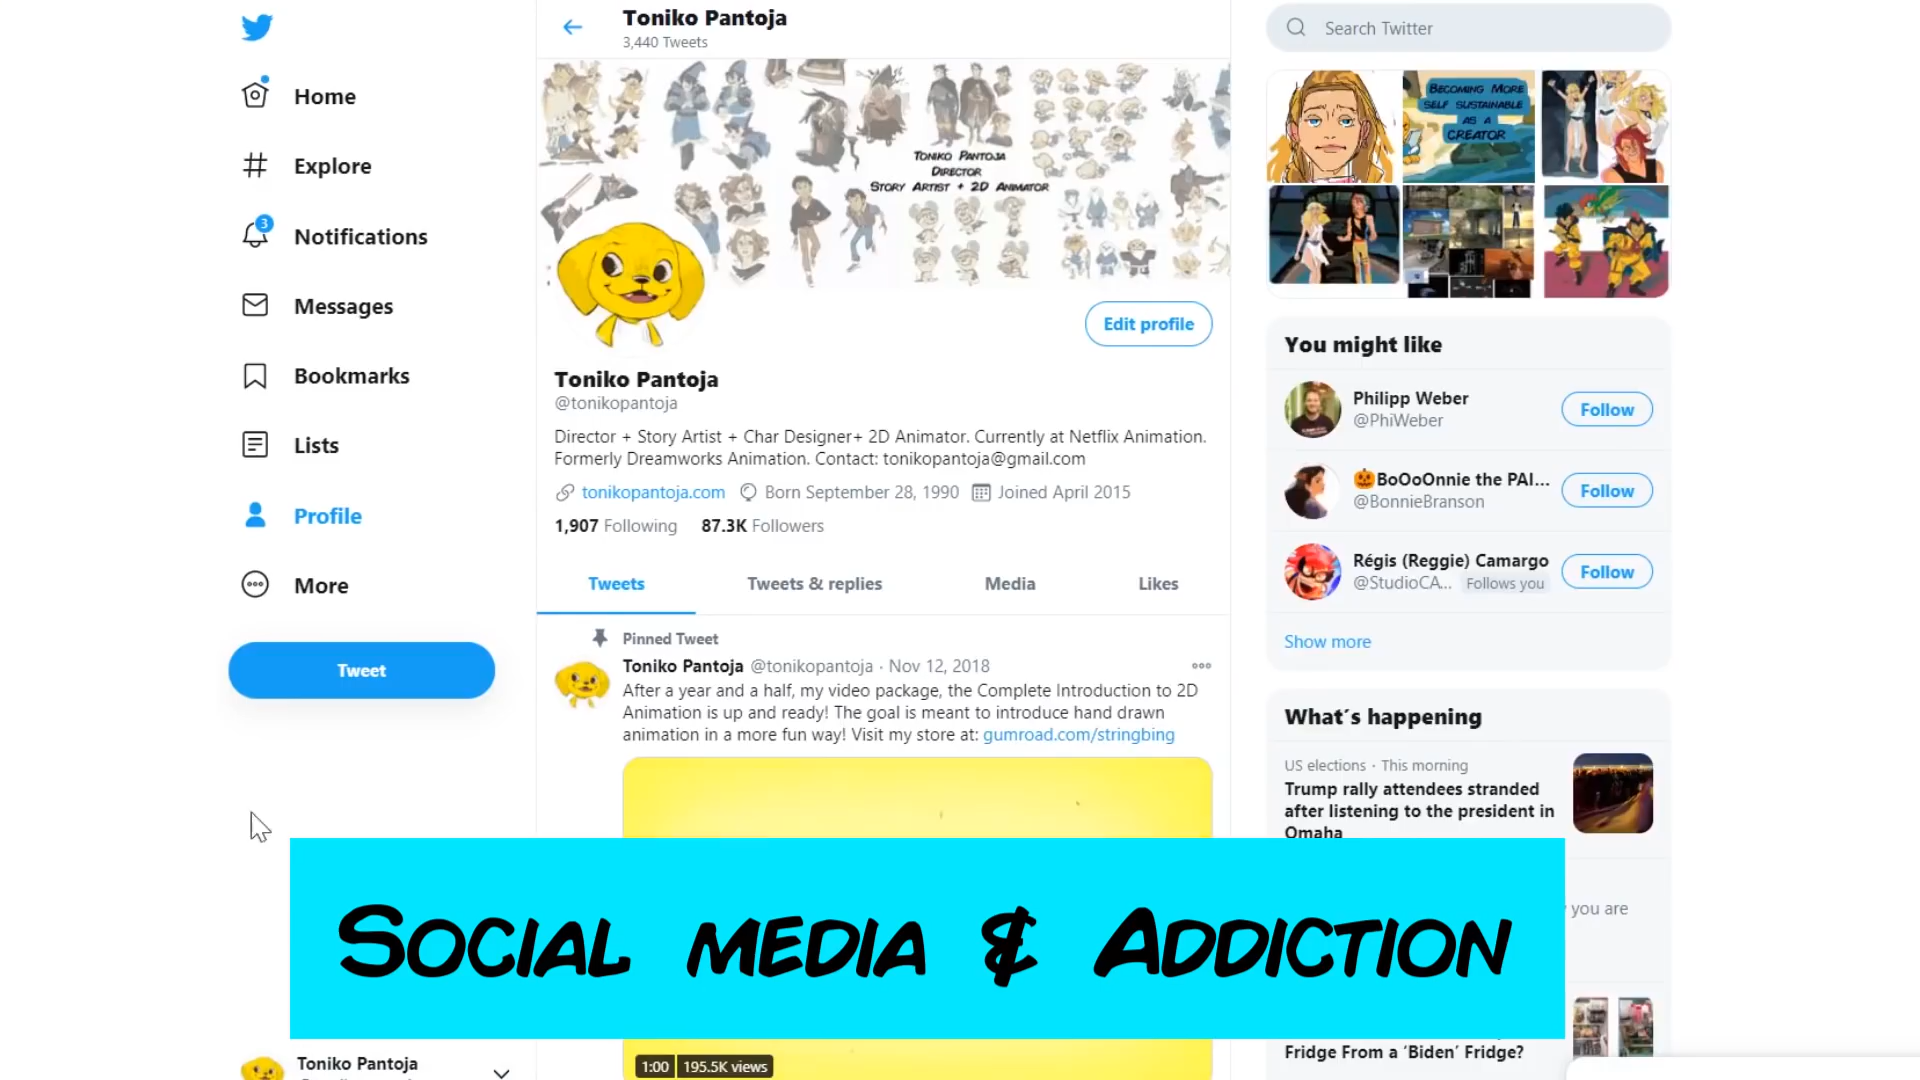 Home
Explore
3
Notifications
Messages
Bookmarks
Lists
Profile
More
Tweet
Toniko Pantoja
Toniko Pantoja
3,440 Tweets
TONIKO PANTOJA
DIRECTOR
STORY ARTIST + 2D ANIMATOR
Edit profile
Toniko Pantoja
@tonikopantoja
Director + Story Artist + Char Designer+ 2D Animator. Currently at Netflix Animation.
Formerly Dreamworks Animation. Contact: tonikopantoja@gmail.com
tonikopantoja.com Born September 28, 1990 Joined April 2015
1,907 Following 87.3K Followers
Tweets Tweets & replies Media Likes
Pinned Tweet
Toniko Pantoja @tonikopantoja · Nov 12, 2018
After a year and a half, my video package, the Complete Introduction to 2D
Animation is up and ready! The goal is meant to introduce hand drawn
animation in a more fun way! Visit my store at: gumroad.com/stringbing
SOCIAL MEDIA & ADDICTION
1:00 195.5K views
Search Twitter
BECOMING MORE
SELF SUSTAINABLE
AS A
CREATOR
You might like
Philipp Weber
@PhiWeber
Follow
🎃BoOoOnnie the PAI...
@BonnieBranson
Follow
Régis (Reggie) Camargo
@StudioCA... Follows you
Follow
Show more
What's happening
US elections · This morning
Trump rally attendees stranded
after listening to the president in
Omaha
you are
Fridge From a 'Biden' Fridge?